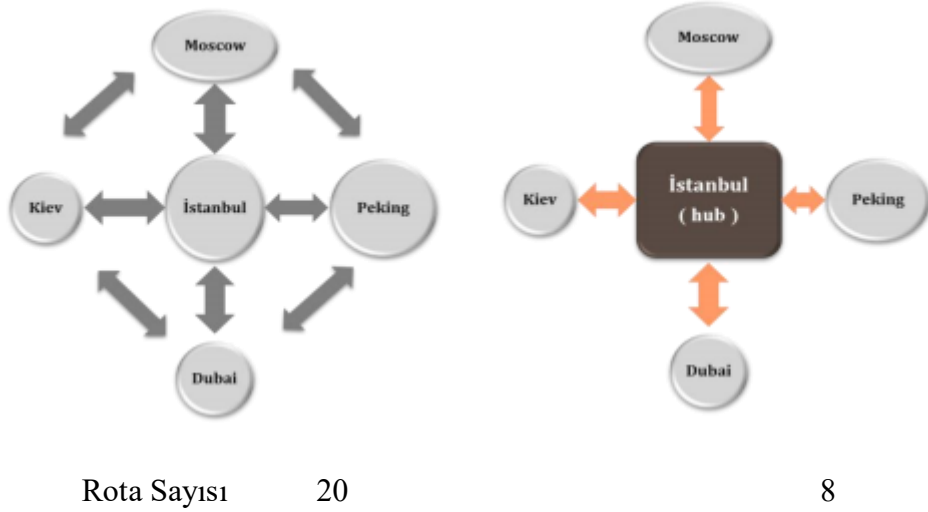 Moscow
Kiev
İstanbul
Peking
Dubai
Moscow
Kiev
İstanbul
( hub )
Peking
Dubai
Rota Sayısı 20 8